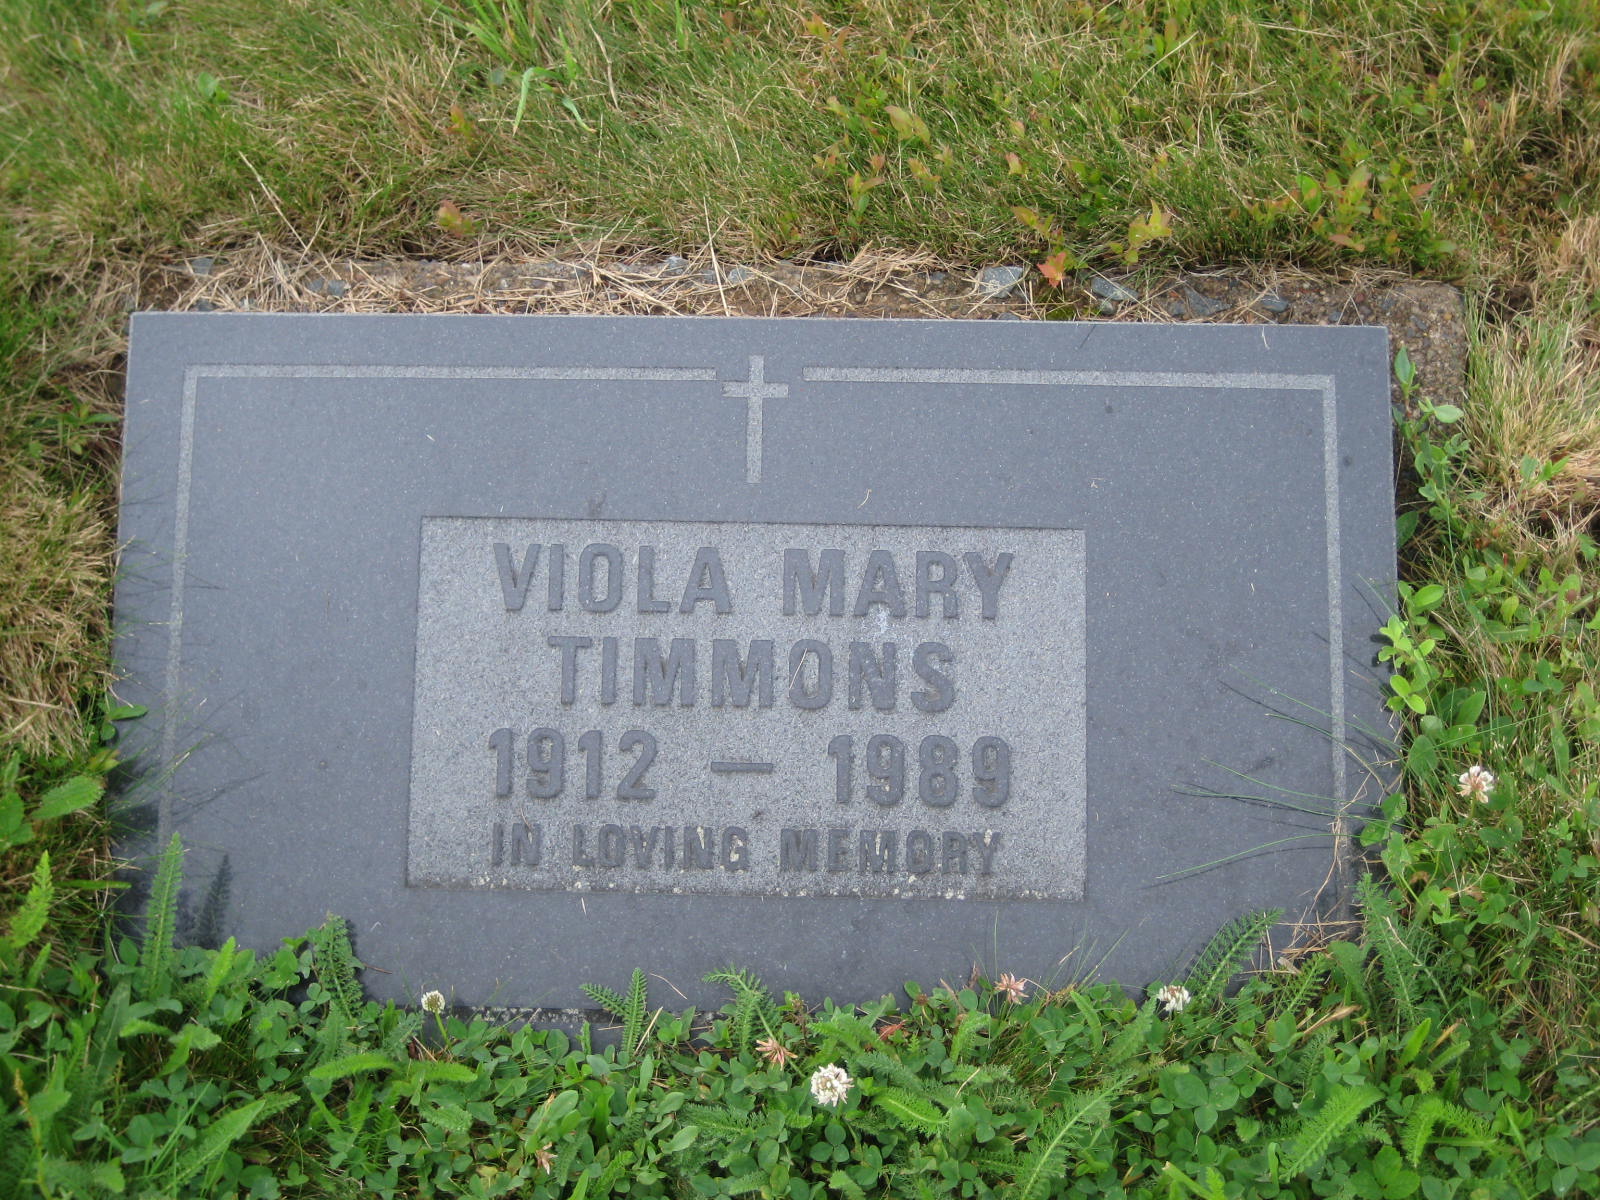 VIOLA MARY
TIMMONS
1912 — 1989
IN LOVING MEMORY